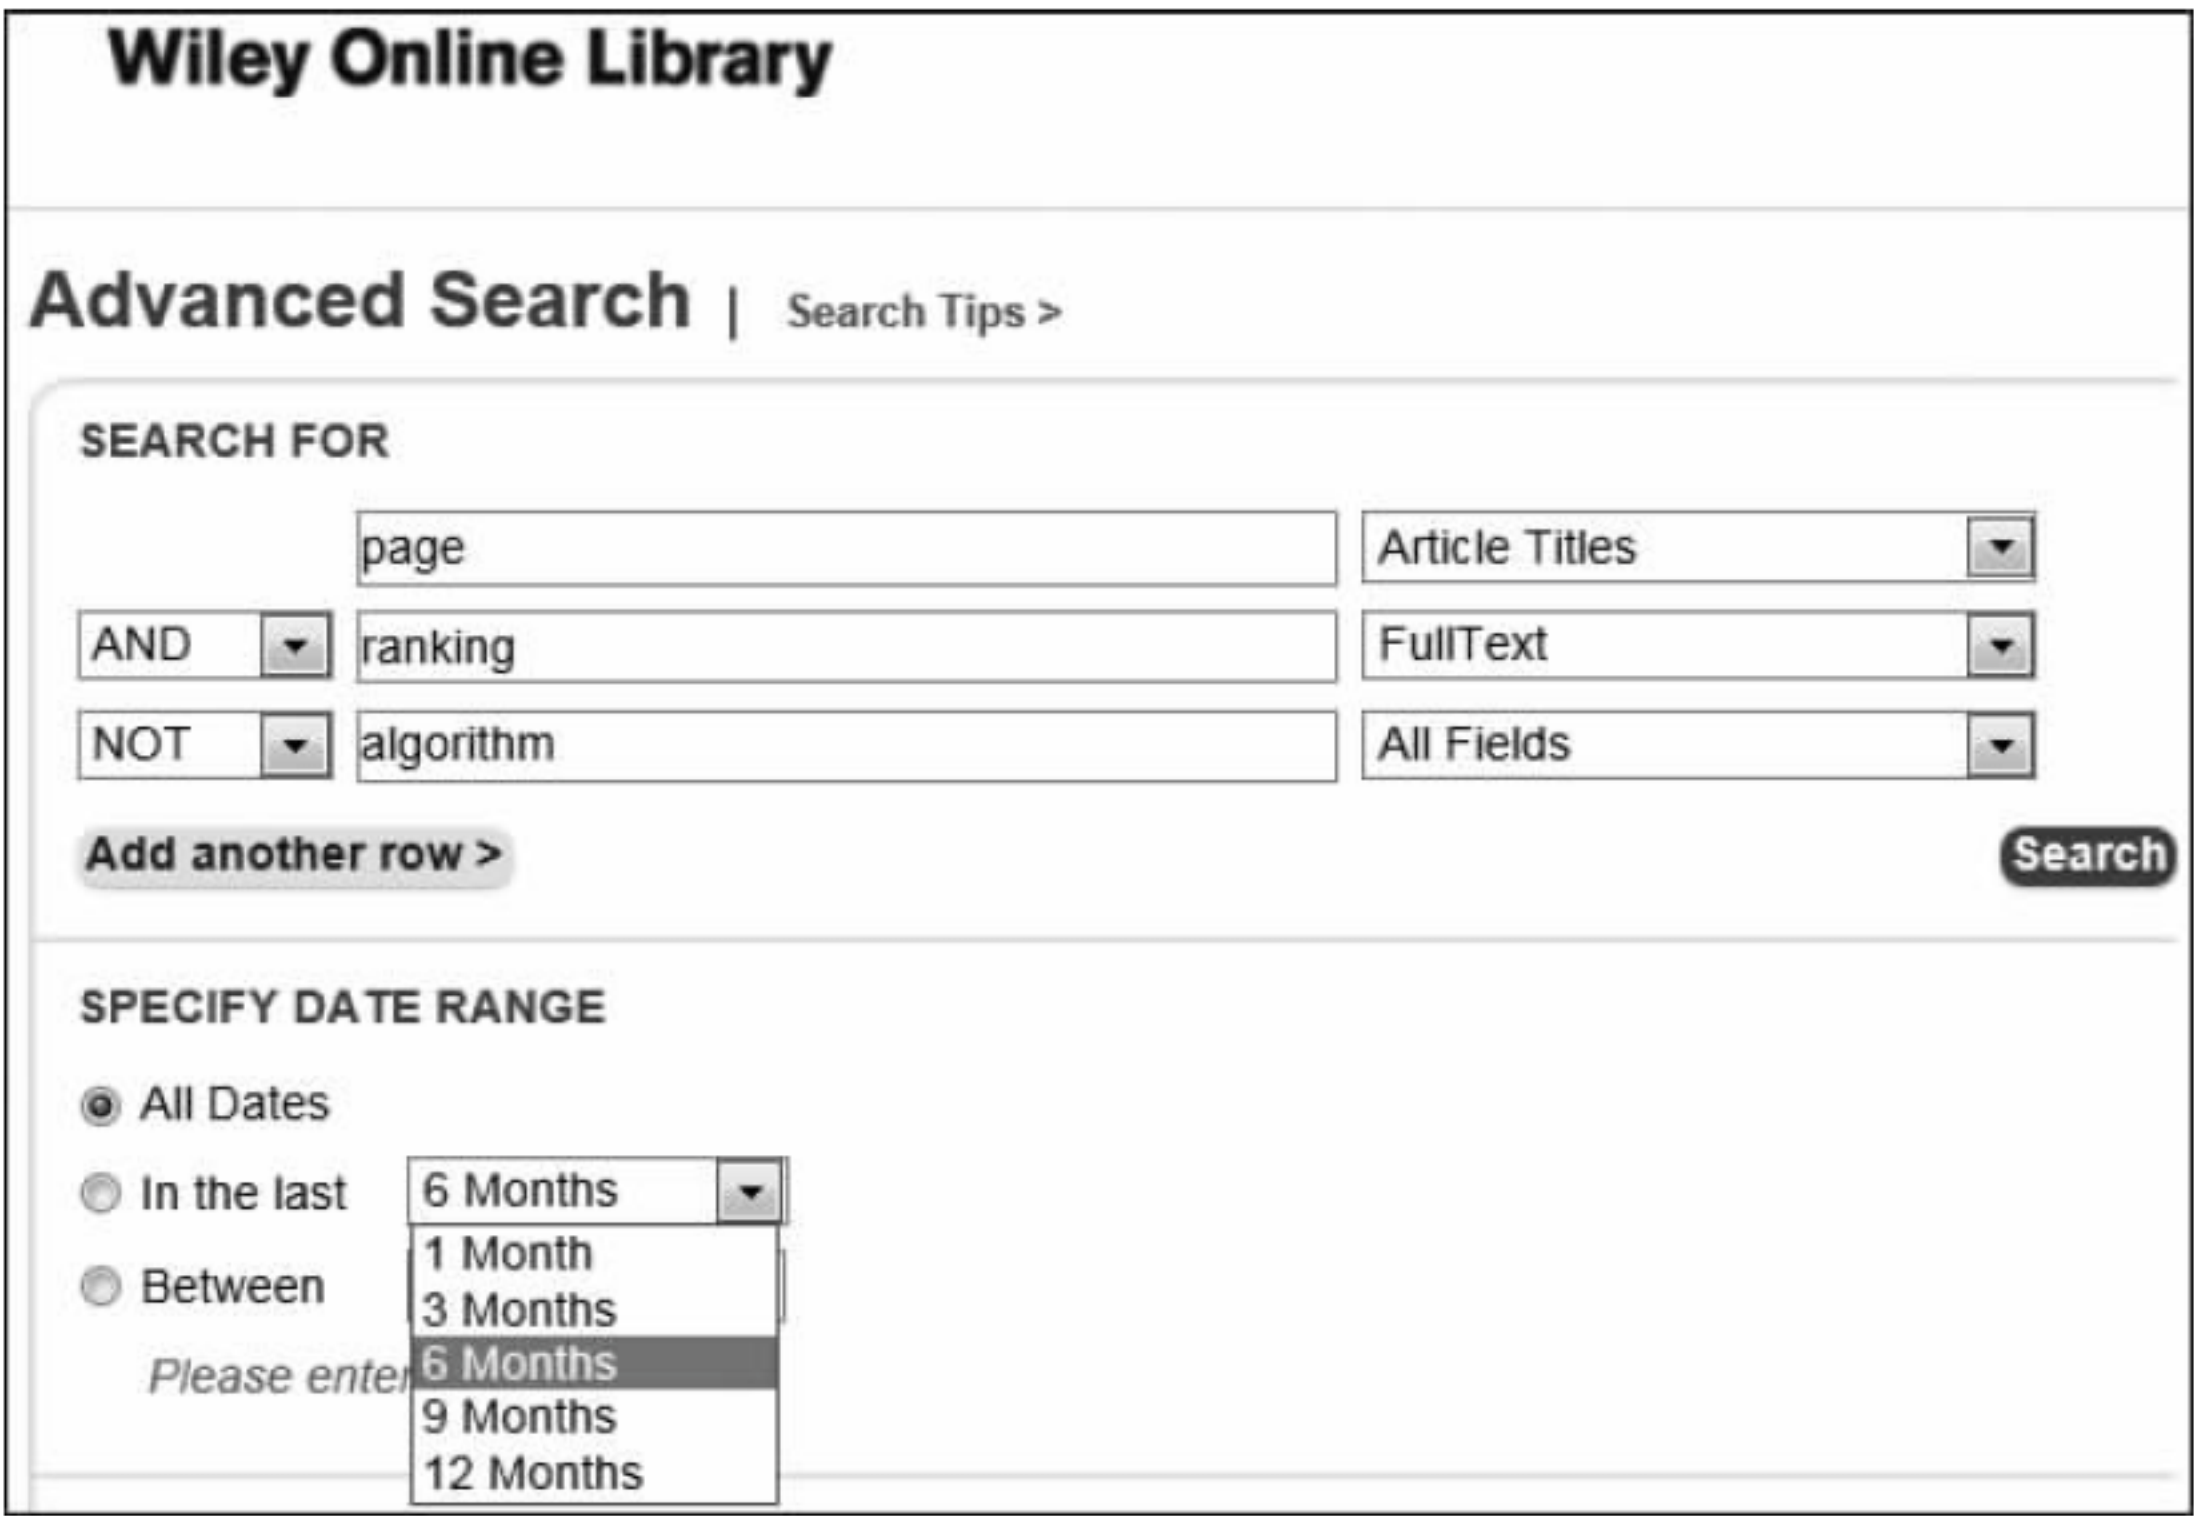 Wiley Online Library
Advanced Search | Search Tips >
SEARCH FOR
page Article Titles
AND ranking FullText
NOT algorithm All Fields
Add another row > Search
SPECIFY DATE RANGE
All Dates
In the last 6 Months
1 Month
Between
3 Months
Please enter 6 Months
9 Months
12 Months